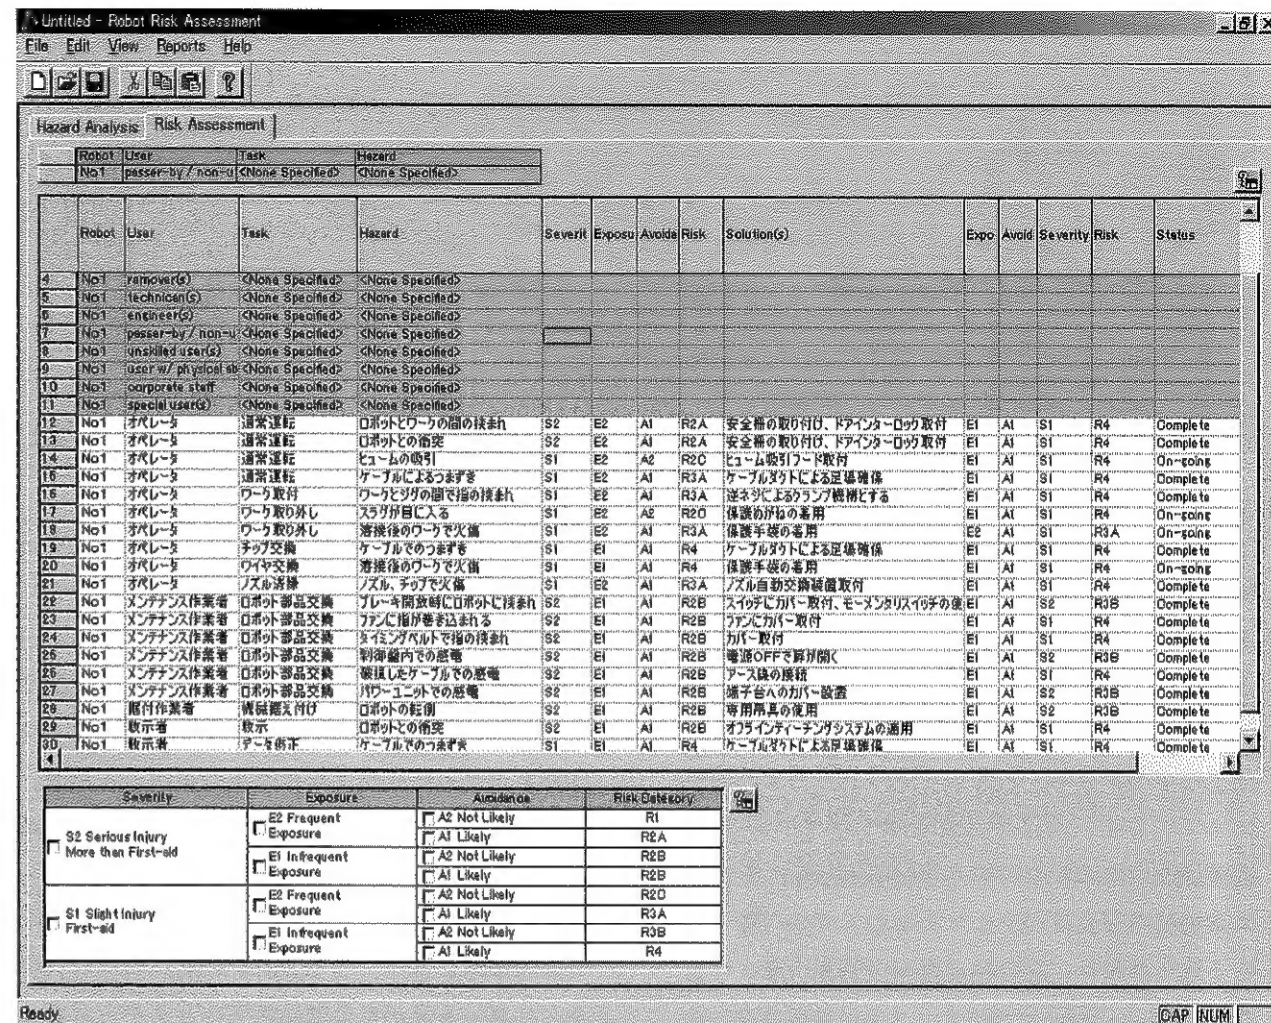 Untitled - Robot Risk Assessment
File Edit View Reports Help
Hazard Analysis Risk Assessment
Robot User Task Hazard
No1 passer-by / non-u <None Specified> <None Specified>
Robot User Task Hazard Severit Exposu Avoida Risk Solution(s) Expo Avoid Severity Risk Status
4 No1 remover(s) <None Specified> <None Specified>
5 No1 technican(s) <None Specified> <None Specified>
6 No1 engineer(s) <None Specified> <None Specified>
7 No1 passer-by / non-u <None Specified> <None Specified>
8 No1 unskilled user(s) <None Specified> <None Specified>
9 No1 user w/ physical ab <None Specified> <None Specified>
10 No1 corporate staff <None Specified> <None Specified>
11 No1 special user(s) <None Specified> <None Specified>
12 No1 オペレータ 通常運転 ロボットとワークの間の挟まれ S2 E2 A1 R2A 安全柵の取り付け、ドアインターロック取付 E1 A1 S1 R4 Complete
13 No1 オペレータ 通常運転 ロボットとの衝突 S2 E2 A1 R2A 安全柵の取り付け、ドアインターロック取付 E1 A1 S1 R4 Complete
14 No1 オペレータ 通常運転 ヒュームの吸引 S1 E2 A2 R2C ヒューム吸引フード取付 E1 A1 S1 R4 On-going
15 No1 オペレータ 通常運転 ケーブルによるつまずき S1 E2 A1 R3A ケーブルダクトによる足場確保 E1 A1 S1 R4 Complete
16 No1 オペレータ ワーク取付 ワークとジグの間で指の挟まれ S1 E2 A1 R3A 逆ネジによるクランプ機構とする E1 A1 S1 R4 Complete
17 No1 オペレータ ワーク取り外し スラグが目に入る S1 E2 A2 R2C 保護めがねの着用 E1 A1 S1 R4 On-going
18 No1 オペレータ ワーク取り外し 溶接後のワークで火傷 S1 E2 A1 R3A 保護手袋の着用 E2 A1 S1 R3A On-going
19 No1 オペレータ チップ交換 ケーブルでのつまずき S1 E1 A1 R4 ケーブルダクトによる足場確保 E1 A1 S1 R4 Complete
20 No1 オペレータ ワイヤ交換 溶接後のワークで火傷 S1 E1 A1 R4 保護手袋の着用 E1 A1 S1 R4 On-going
21 No1 オペレータ ノズル清掃 ノズル、チップで火傷 S1 E2 A1 R3A ノズル自動交換装置取付 E1 A1 S1 R4 Complete
22 No1 メンテナンス作業者 ロボット部品交換 ブレーキ開放時にロボットに挟まれ S2 E1 A1 R2B スイッチにカバー取付、モーメンタリスイッチの使 E1 A1 S2 R3B Complete
23 No1 メンテナンス作業者 ロボット部品交換 ファンに指が巻き込まれる S2 E1 A1 R2B ファンにカバー取付 E1 A1 S1 R4 Complete
24 No1 メンテナンス作業者 ロボット部品交換 タイミングベルトで指の挟まれ S2 E1 A1 R2B カバー取付 E1 A1 S1 R4 Complete
25 No1 メンテナンス作業者 ロボット部品交換 制御盤内での感電 S2 E1 A1 R2B 電源OFFで扉が開く E1 A1 S2 R3B Complete
26 No1 メンテナンス作業者 ロボット部品交換 破損したケーブルでの感電 S2 E1 A1 R2B アース線の接続 E1 A1 S1 R4 Complete
27 No1 メンテナンス作業者 ロボット部品交換 パワーユニットでの感電 S2 E1 A1 R2B 端子台へのカバー設置 E1 A1 S2 R3B Complete
28 No1 据付作業者 機械据え付け ロボットの転倒 S2 E1 A1 R2B 専用吊具の使用 E1 A1 S2 R3B Complete
29 No1 教示者 教示 ロボットとの衝突 S2 E1 A1 R2B オフラインティーチングシステムの適用 E1 A1 S1 R4 Complete
30 No1 教示者 データ修正 ケーブルでのつまずき S1 E1 A1 R4 ケーブルダクトによる足場確保 E1 A1 S1 R4 Complete
Severity Exposure Avoidance Risk Category
S2 Serious Injury More than First-aid E2 Frequent Exposure A2 Not Likely R1
A1 Likely R2A
E1 Infrequent Exposure A2 Not Likely R2B
A1 Likely R2B
S1 Slight Injury First-aid E2 Frequent Exposure A2 Not Likely R2C
A1 Likely R3A
E1 Infrequent Exposure A2 Not Likely R3B
A1 Likely R4
Ready CAP NUM